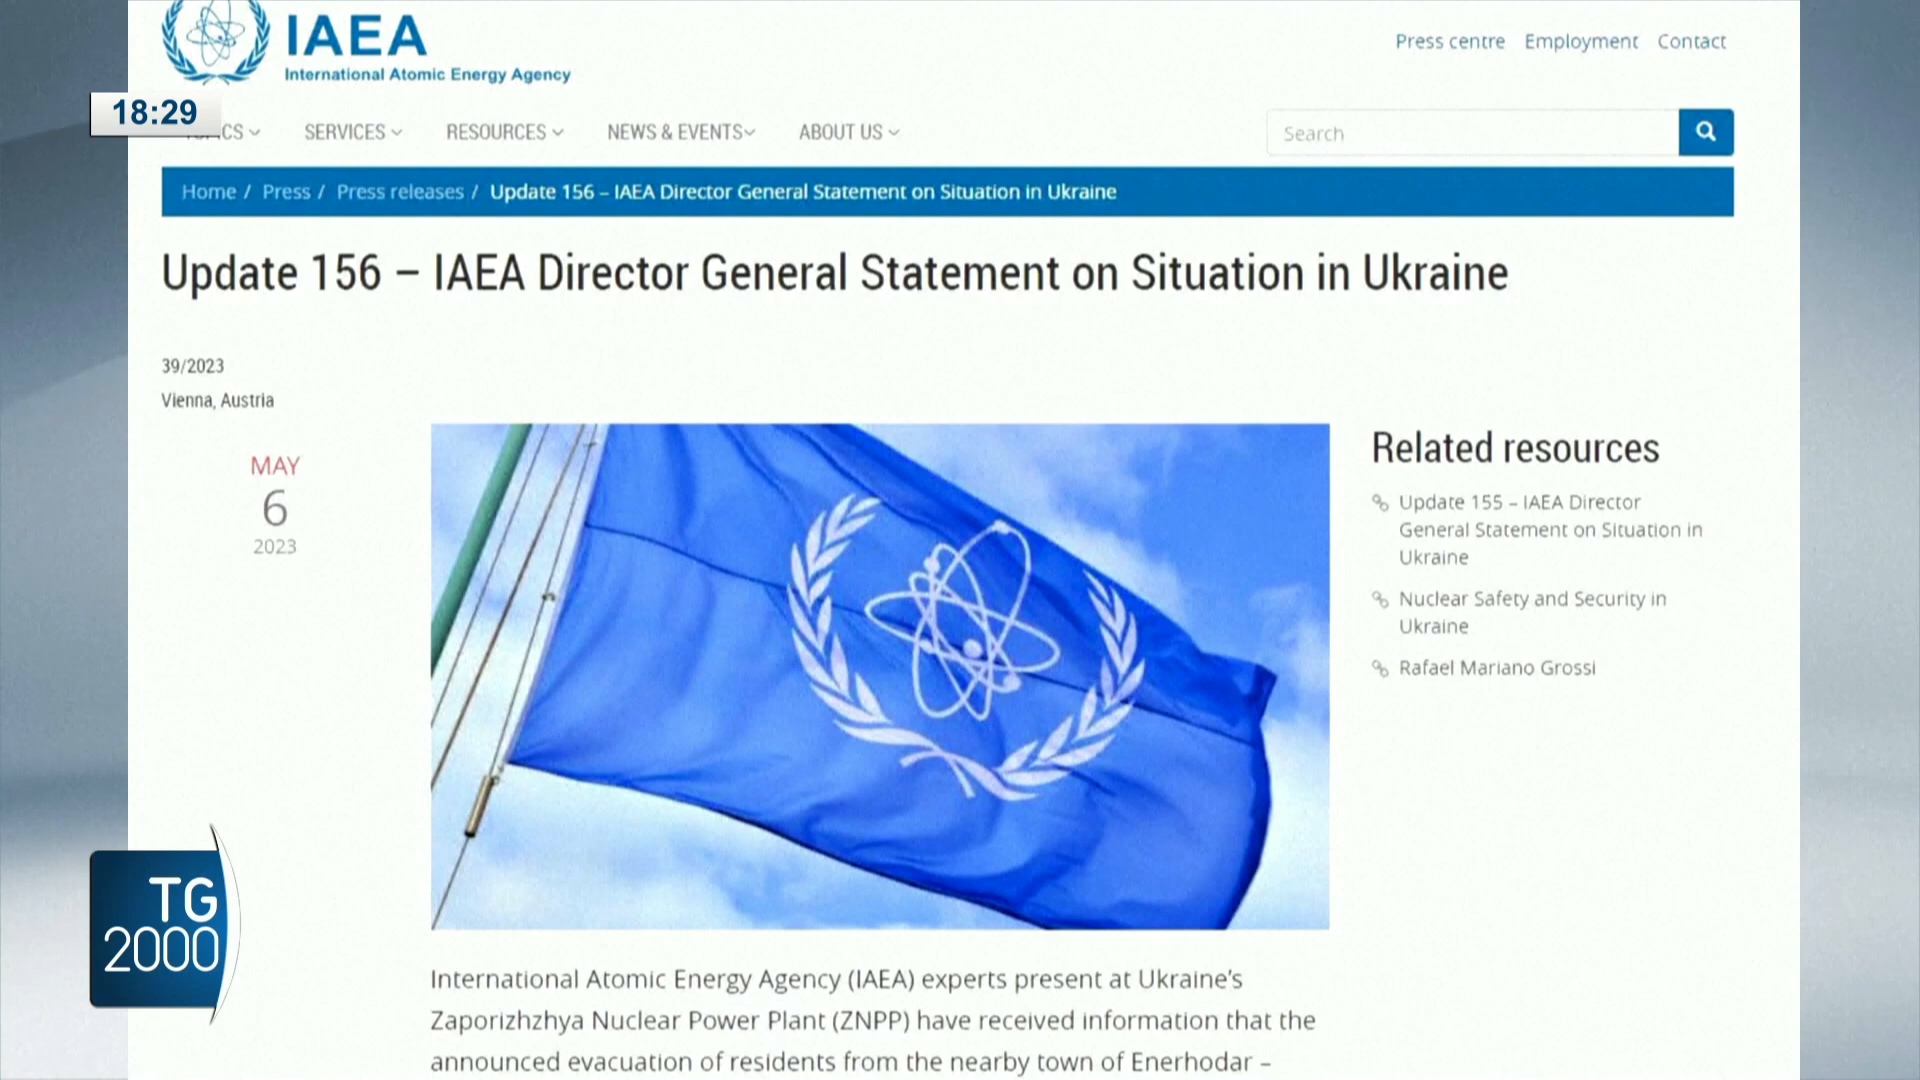 IAEA
International Atomic Energy Agency
Press centre Employment Contact
18:29
SERVICES RESOURCES NEWS & EVENTS ABOUT US
Search
Home / Press / Press releases / Update 156 – IAEA Director General Statement on Situation in Ukraine
Update 156 – IAEA Director General Statement on Situation in Ukraine
39/2023
Vienna, Austria
MAY
6
2023
Related resources
Update 155 – IAEA Director
General Statement on Situation in
Ukraine
Nuclear Safety and Security in
Ukraine
Rafael Mariano Grossi
TG
2000
International Atomic Energy Agency (IAEA) experts present at Ukraine's
Zaporizhzhya Nuclear Power Plant (ZNPP) have received information that the
announced evacuation of residents from the nearby town of Enerhodar –